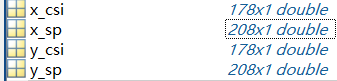 x_csi 178x1 double
x_sp 208x1 double
y_csi 178x1 double
y_sp 208x1 double